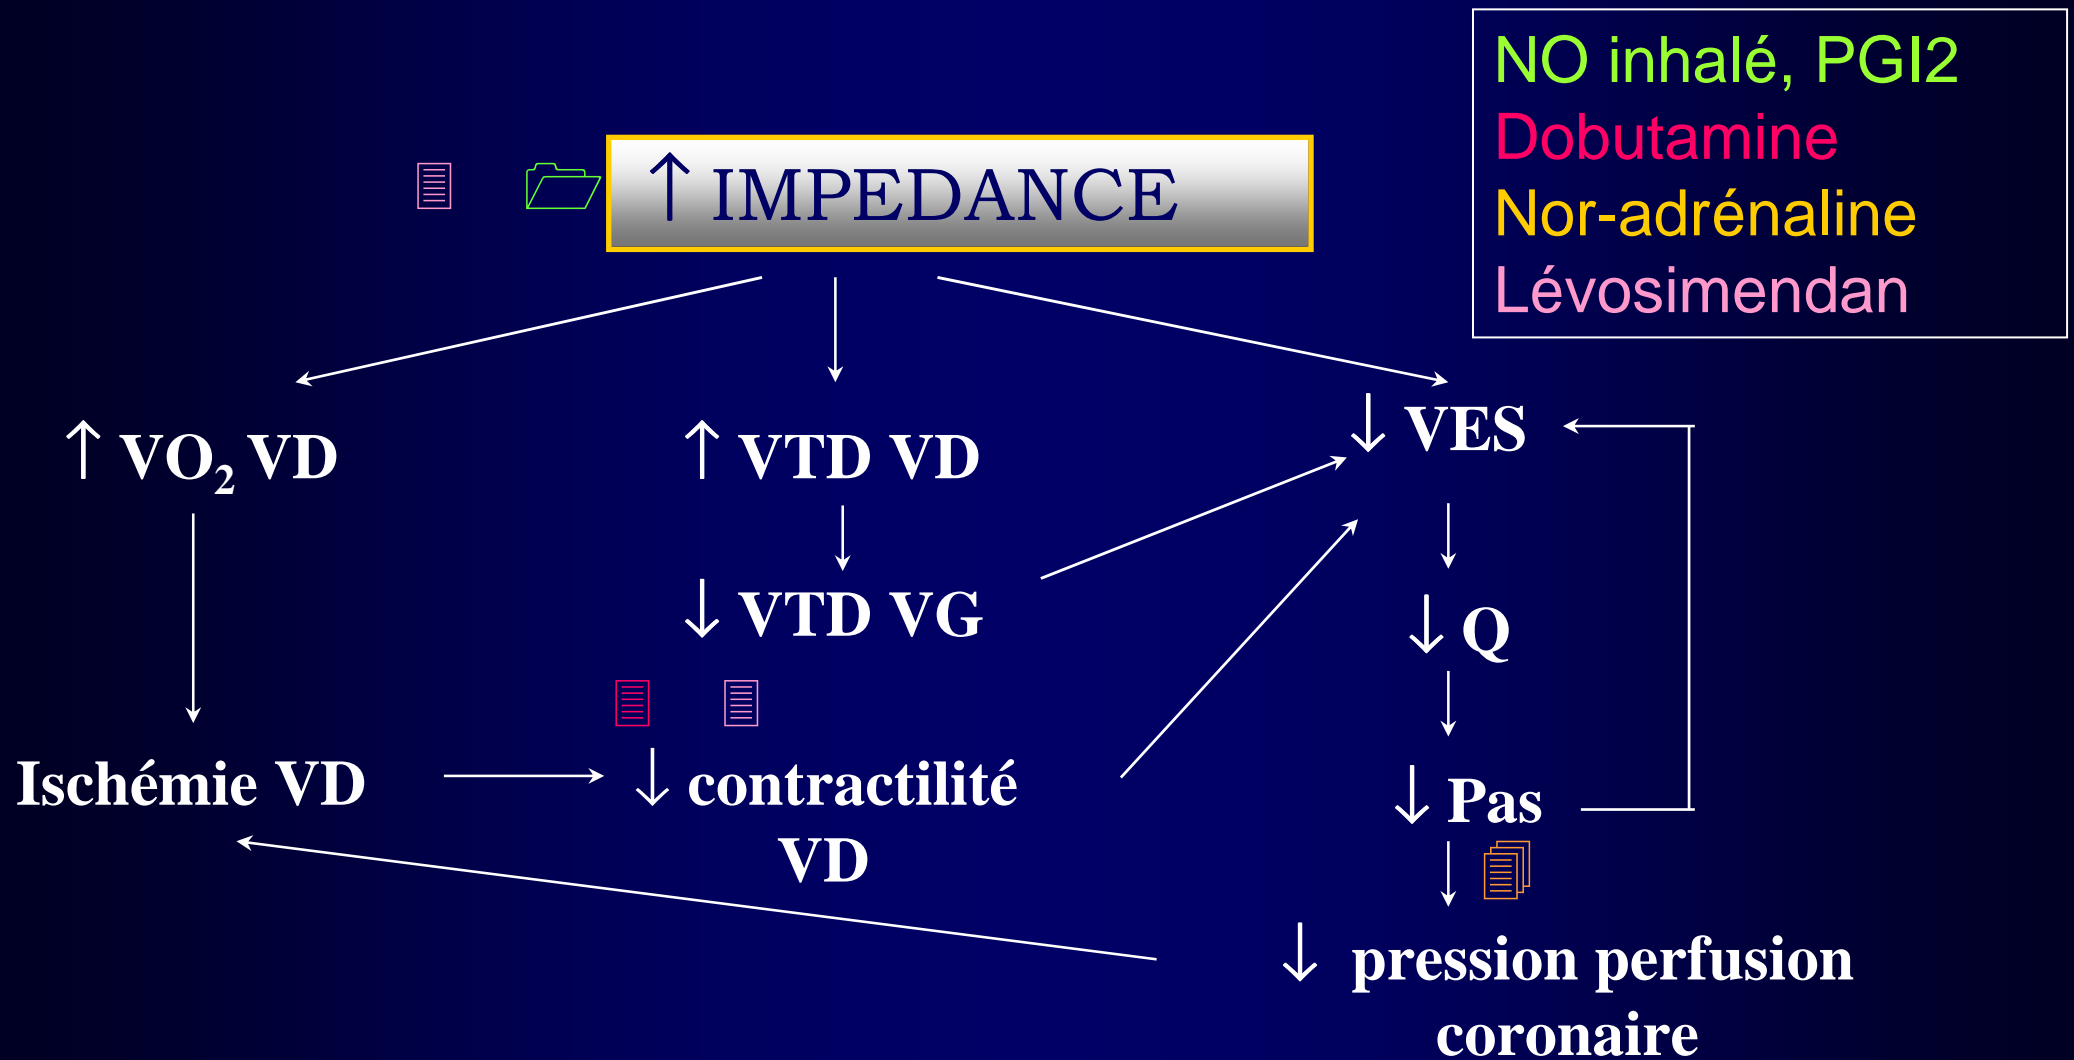 NO inhalé, PGI2
Dobutamine
Nor-adrénaline
Lévosimendan
↑ IMPEDANCE
↑ VO₂ VD
↑ VTD VD
↓ VES
↓ VTD VG
↓ Q
Ischémie VD
↓ contractilité
VD
↓ Pas
↓ pression perfusion
coronaire